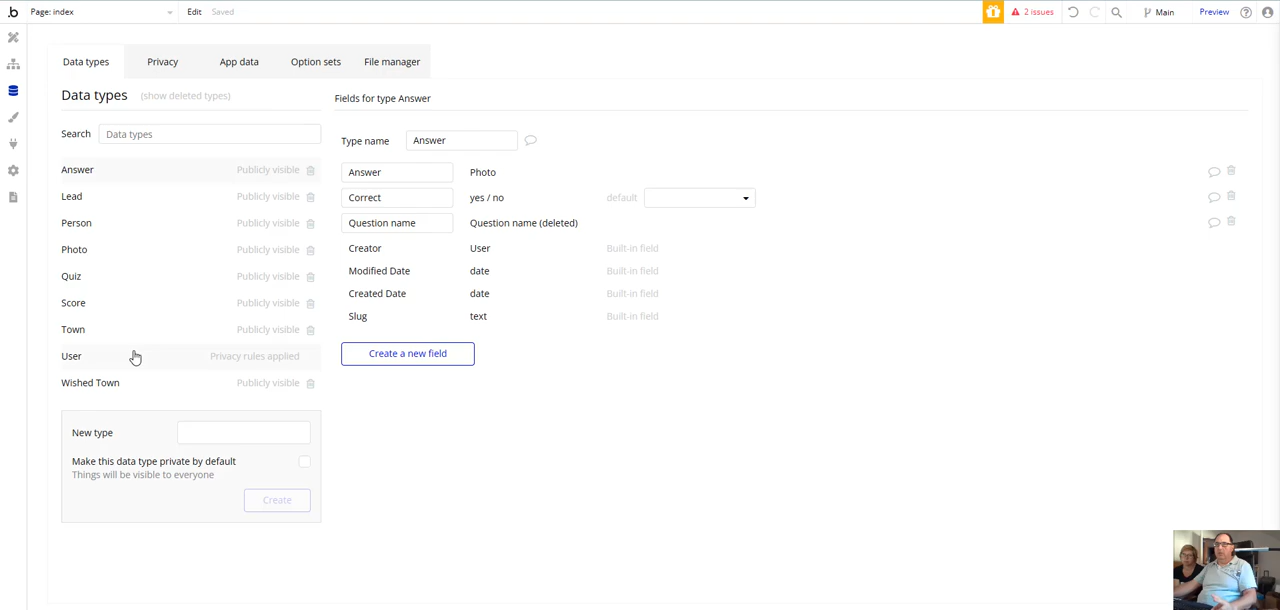 .b Page: index Edit Saved 2 issues Main Preview
Data types Privacy App data Option sets File manager
Data types (show deleted types)
Fields for type Answer
Search Data types
Type name Answer
Answer Publicly visible
Lead Publicly visible
Person Publicly visible
Photo Publicly visible
Quiz Publicly visible
Score Publicly visible
Town Publicly visible
User Privacy rules applied
Wished Town Publicly visible
Answer Photo
Correct yes / no default
Question name Question name (deleted)
Creator User Built-in field
Modified Date date Built-in field
Created Date date Built-in field
Slug text Built-in field
Create a new field
New type
Make this data type private by default
Things will be visible to everyone
Create